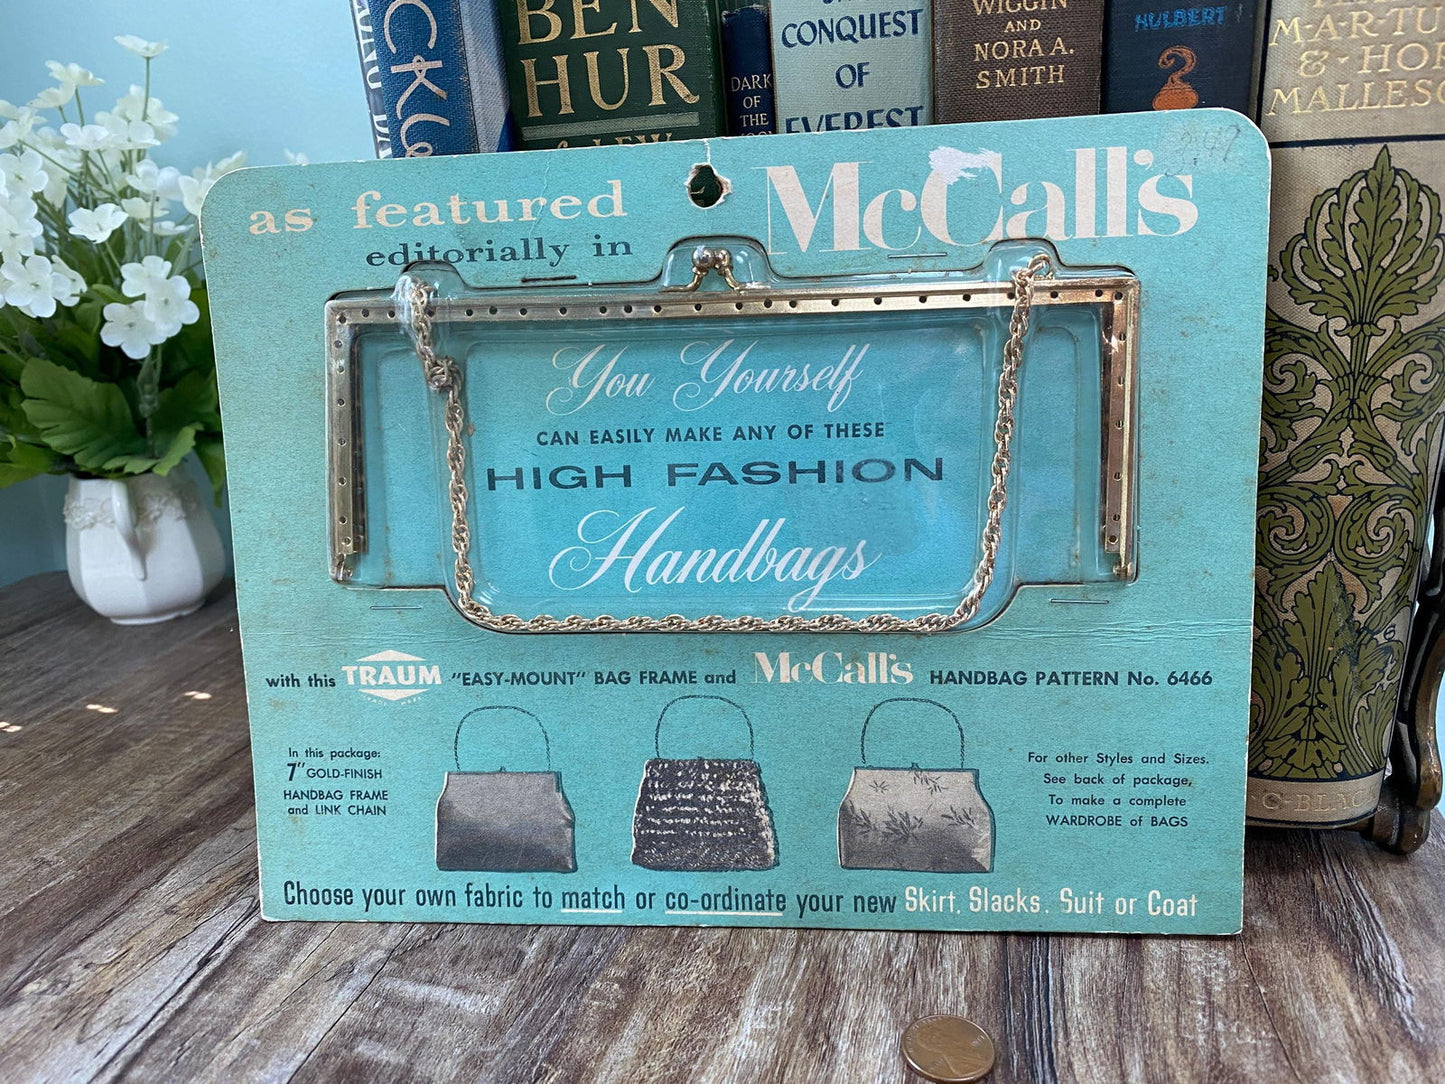 BEN
HUR
DARK
OF
THE
CONQUEST
OF
EVEREST
WIGGIN
AND
NORA A.
SMITH
HULBERT
as featured
editorially in
McCall's
You Yourself
CAN EASILY MAKE ANY OF THESE
HIGH FASHION
Handbags
with this TRAUM "EASY-MOUNT" BAG FRAME and McCall's HANDBAG PATTERN No. 6466
In this package:
7" GOLD-FINISH
HANDBAG FRAME
and LINK CHAIN
For other Styles and Sizes.
See back of package,
To make a complete
WARDROBE of BAGS
Choose your own fabric to match or co-ordinate your new Skirt, Slacks, Suit or Coat